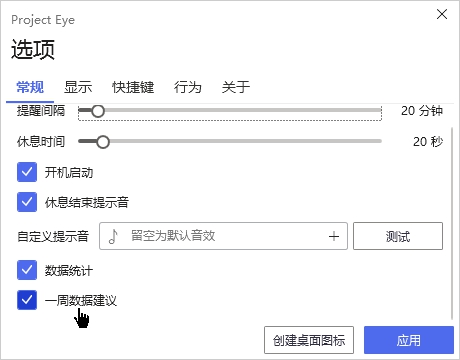 Project Eye
选项
常规 显示 快捷键 行为 关于
提醒间隔 20 分钟
休息时间 20 秒
开机启动
休息结束提示音
自定义提示音 留空为默认音效 测试
数据统计
一周数据建议
创建桌面图标 应用